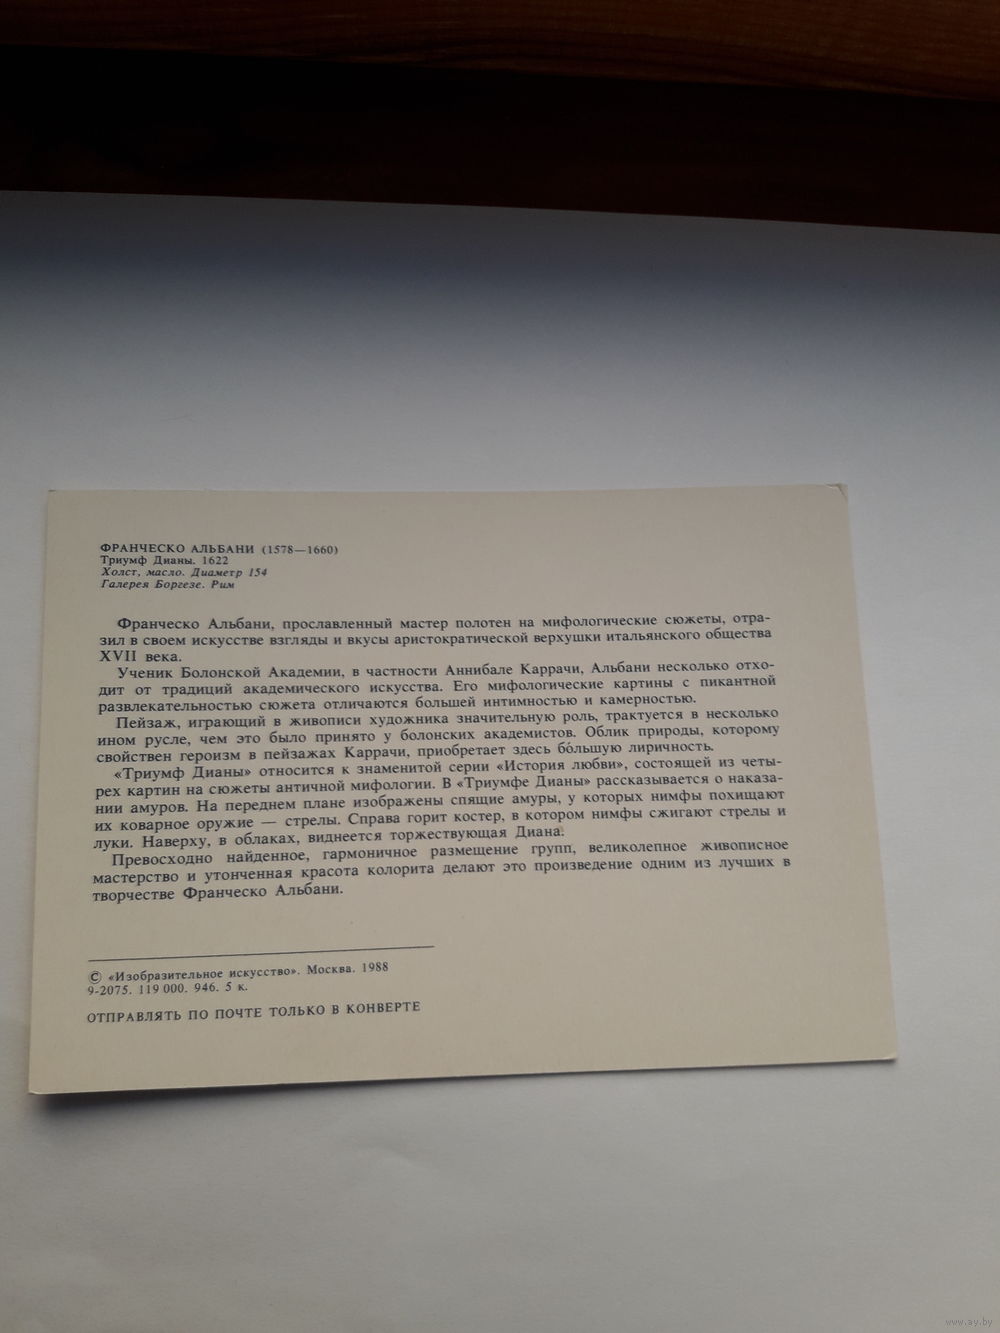 ФРАНЧЕСКО АЛЬБАНИ (1578—1660)
Триумф Дианы. 1622
Холст, масло. Диаметр 154
Галерея Боргезе. Рим
Франческо Альбани, прославленный мастер полотен на мифологические сюжеты, отра-
зил в своем искусстве взгляды и вкусы аристократической верхушки итальянского общества
XVII века.
Ученик Болонской Академии, в частности Аннибале Каррачи, Альбани несколько отхо-
дит от традиций академического искусства. Его мифологические картины с пикантной
развлекательностью сюжета отличаются большей интимностью и камерностью.
Пейзаж, играющий в живописи художника значительную роль, трактуется в несколько
ином русле, чем это было принято у болонских академистов. Облик природы, которому
свойствен героизм в пейзажах Каррачи, приобретает здесь бо́льшую лиричность.
«Триумф Дианы» относится к знаменитой серии «История любви», состоящей из четы-
рех картин на сюжеты античной мифологии. В «Триумфе Дианы» рассказывается о наказа-
нии амуров. На переднем плане изображены спящие амуры, у которых нимфы похищают
их коварное оружие — стрелы. Справа горит костер, в котором нимфы сжигают стрелы и
луки. Наверху, в облаках, виднеется торжествующая Диана.
Превосходно найденное, гармоничное размещение групп, великолепное живописное
мастерство и утонченная красота колорита делают это произведение одним из лучших в
творчестве Франческо Альбани.
© «Изобразительное искусство». Москва. 1988
9-2075. 119 000. 946. 5 к.
ОТПРАВЛЯТЬ ПО ПОЧТЕ ТОЛЬКО В КОНВЕРТЕ
www.ay.by